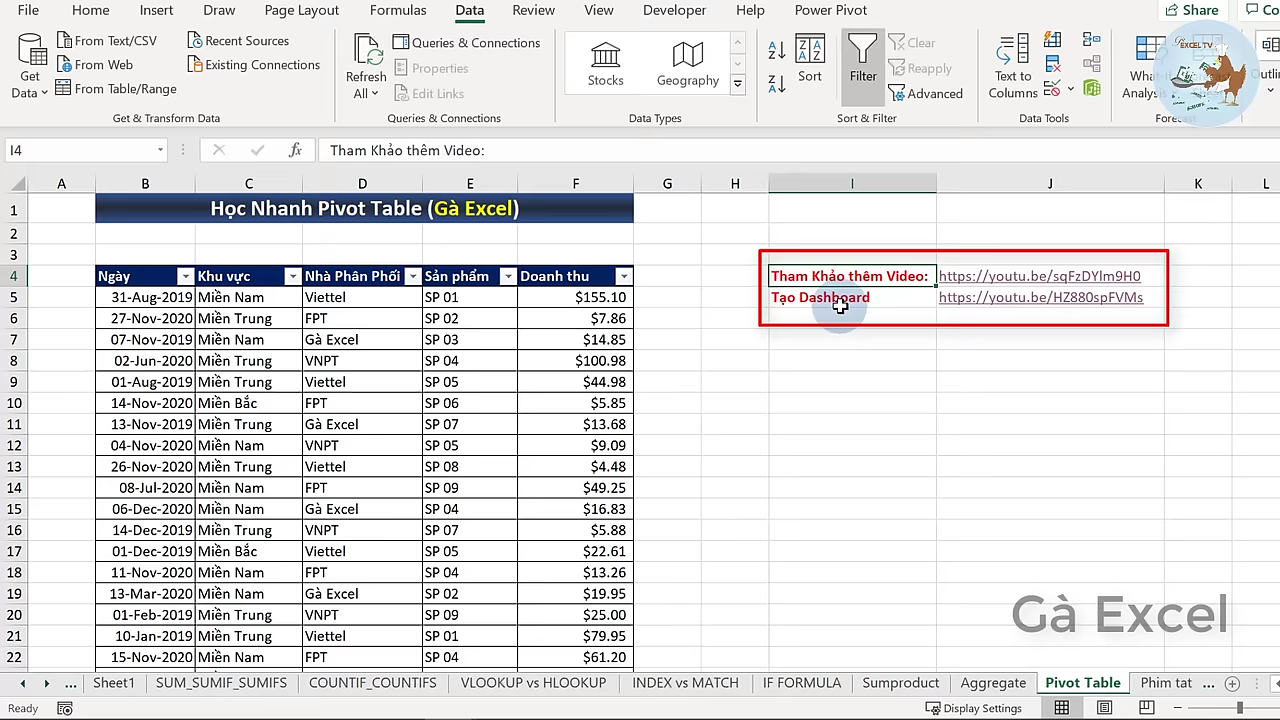 File Home Insert Draw Page Layout Formulas Data Review View Developer Help Power Pivot Share Co
Get Data
From Text/CSV
From Web
From Table/Range
Recent Sources
Existing Connections
Get & Transform Data
Refresh All
Queries & Connections
Properties
Edit Links
Queries & Connections
Stocks Geography
Data Types
Sort
Filter
Clear
Reapply
Advanced
Sort & Filter
Text to Columns
Data Tools
What-If Analysis
EXCEL TV
I4 fx Tham Khảo thêm Video:
A B C D E F G H I J K L
1 Học Nhanh Pivot Table (Gà Excel)
2
3
4 Ngày Khu vực Nhà Phân Phối Sản phẩm Doanh thu Tham Khảo thêm Video: https://youtu.be/sqFzDYlm9H0
5 31-Aug-2019 Miền Nam Viettel SP 01 $155.10 Tạo Dashboard https://youtu.be/HZ880spFVMs
6 27-Nov-2020 Miền Trung FPT SP 02 $7.86
7 07-Nov-2019 Miền Nam Gà Excel SP 03 $14.85
8 02-Jun-2020 Miền Trung VNPT SP 04 $100.98
9 01-Aug-2019 Miền Trung Viettel SP 05 $44.98
10 14-Nov-2020 Miền Bắc FPT SP 06 $5.85
11 13-Nov-2019 Miền Trung Gà Excel SP 07 $13.68
12 04-Nov-2020 Miền Nam VNPT SP 05 $9.09
13 26-Nov-2020 Miền Trung Viettel SP 08 $4.48
14 08-Jul-2020 Miền Nam FPT SP 09 $49.25
15 06-Dec-2020 Miền Nam Gà Excel SP 04 $16.83
16 14-Dec-2019 Miền Trung VNPT SP 07 $5.88
17 01-Dec-2019 Miền Bắc Viettel SP 05 $22.61
18 11-Nov-2020 Miền Nam FPT SP 04 $13.26
19 13-Mar-2020 Miền Nam Gà Excel SP 02 $19.95
20 01-Feb-2019 Miền Trung VNPT SP 09 $25.00
21 10-Jan-2019 Miền Trung Viettel SP 01 $79.95
22 15-Nov-2020 Miền Nam FPT SP 04 $61.20
Gà Excel
... Sheet1 SUM_SUMIF_SUMIFS COUNTIF_COUNTIFS VLOOKUP vs HLOOKUP INDEX vs MATCH IF FORMULA Sumproduct Aggregate Pivot Table Phim tat ...
Ready Display Settings